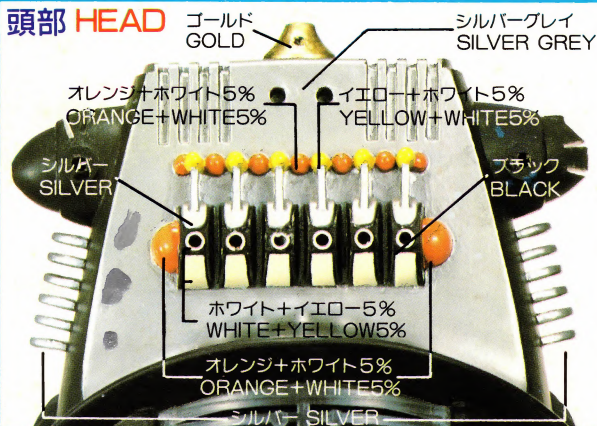 頭部 HEAD
ゴールド
GOLD
シルバーグレイ
SILVER GREY
オレンジ+ホワイト5%
ORANGE+WHITE5%
イエロー+ホワイト5%
YELLOW+WHITE5%
シルバー
SILVER
ブラック
BLACK
ホワイト+イエロー5%
WHITE+YELLOW5%
オレンジ+ホワイト5%
ORANGE+WHITE5%
シルバー SILVER